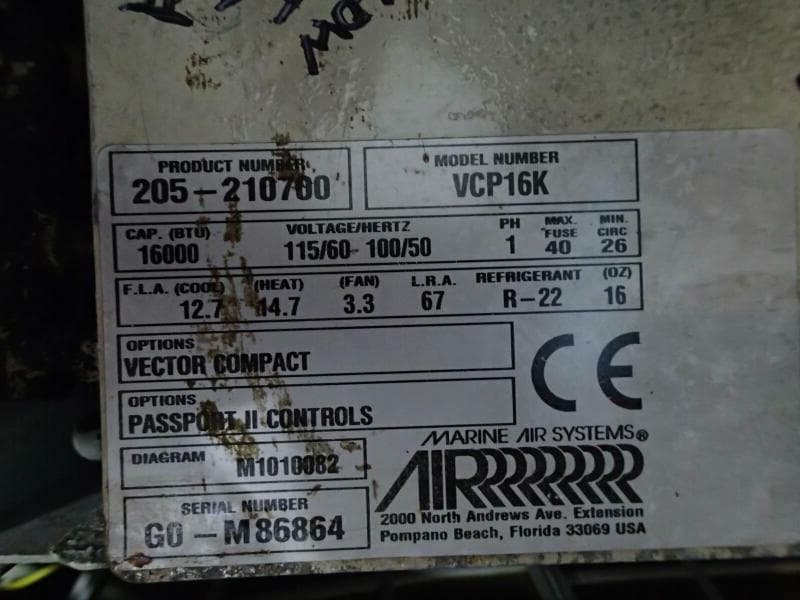 PRODUCT NUMBER
205-210700
MODEL NUMBER
VCP16K
CAP. (BTU) VOLTAGE/HERTZ PH MAX. FUSE MIN. CIRC
16000 115/60 100/50 1 40 26
F.L.A. (COOL) (HEAT) (FAN) L.R.A. REFRIGERANT (OZ)
12.7 14.7 3.3 67 R-22 16
OPTIONS
VECTOR COMPACT
OPTIONS
PASSPORT II CONTROLS
CE
DIAGRAM M1010082
SERIAL NUMBER
G0-M86864
MARINE AIR SYSTEMS®
AIR
2000 North Andrews Ave. Extension
Pompano Beach, Florida 33069 USA